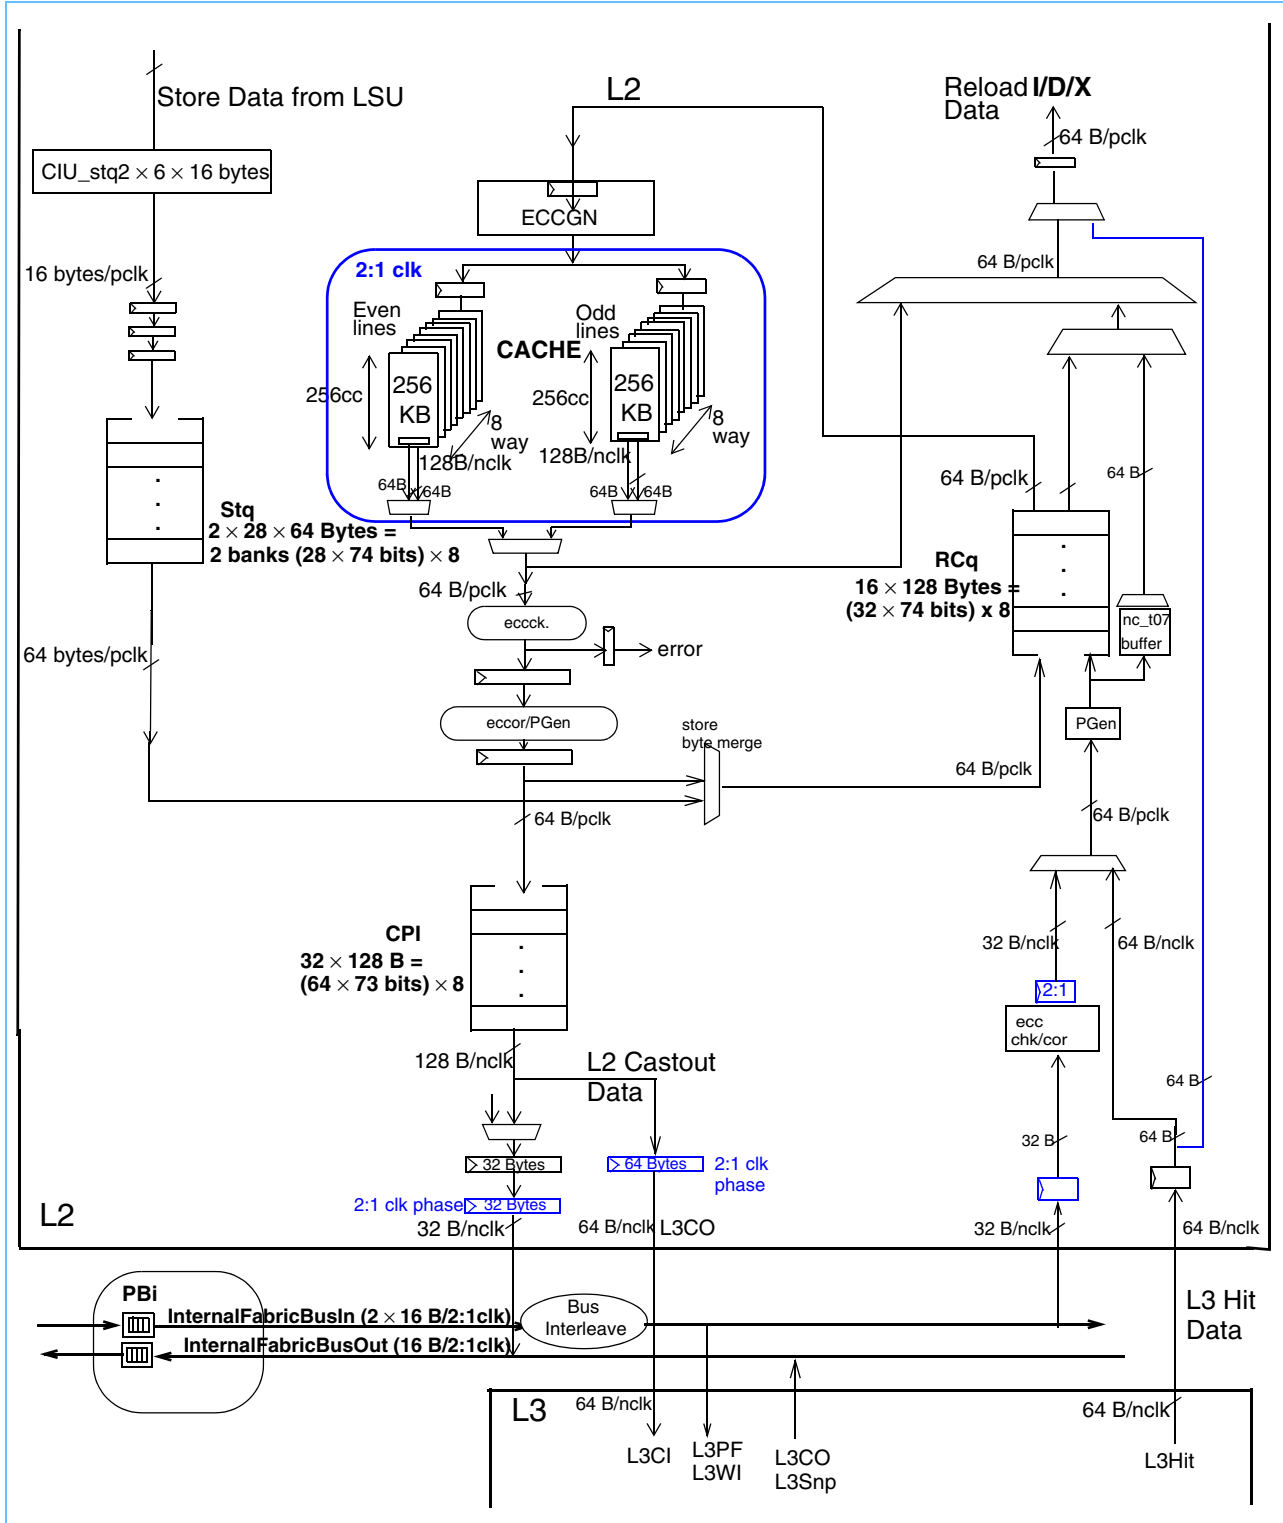 Store Data from LSU
L2
Reload I/D/X
Data
64 B/pclk
CIU_stq2 × 6 × 16 bytes
ECCGN
16 bytes/pclk
2:1 clk
64 B/pclk
Even
lines
Odd
lines
CACHE
256cc
256
KB
256cc
256
KB
8
way
8
way
128B/nclk
128B/nclk
64B
64B
64B
64B
64 B/pclk
64 B
Stq
2 × 28 × 64 Bytes =
2 banks (28 × 74 bits) × 8
RCq
16 × 128 Bytes =
(32 × 74 bits) x 8
64 B/pclk
eccck.
error
nc_t07
buffer
64 bytes/pclk
eccor/PGen
store
byte merge
PGen
64 B/pclk
64 B/pclk
64 B/pclk
CPI
32 × 128 B =
(64 × 73 bits) × 8
32 B/nclk
64 B/nclk
2:1
ecc
chk/cor
128 B/nclk
L2 Castout
Data
64 B
32 B
64 B
32 Bytes
64 Bytes
2:1 clk
phase
2:1 clk phase
32 Bytes
L2
32 B/nclk
64 B/nclk
L3CO
32 B/nclk
64 B/nclk
PBi
InternalFabricBusIn (2 × 16 B/2:1clk)
Bus
Interleave
InternalFabricBusOut (16 B/2:1clk)
L3 Hit
Data
L3
64 B/nclk
64 B/nclk
L3CI
L3PF
L3WI
L3CO
L3Snp
L3Hit